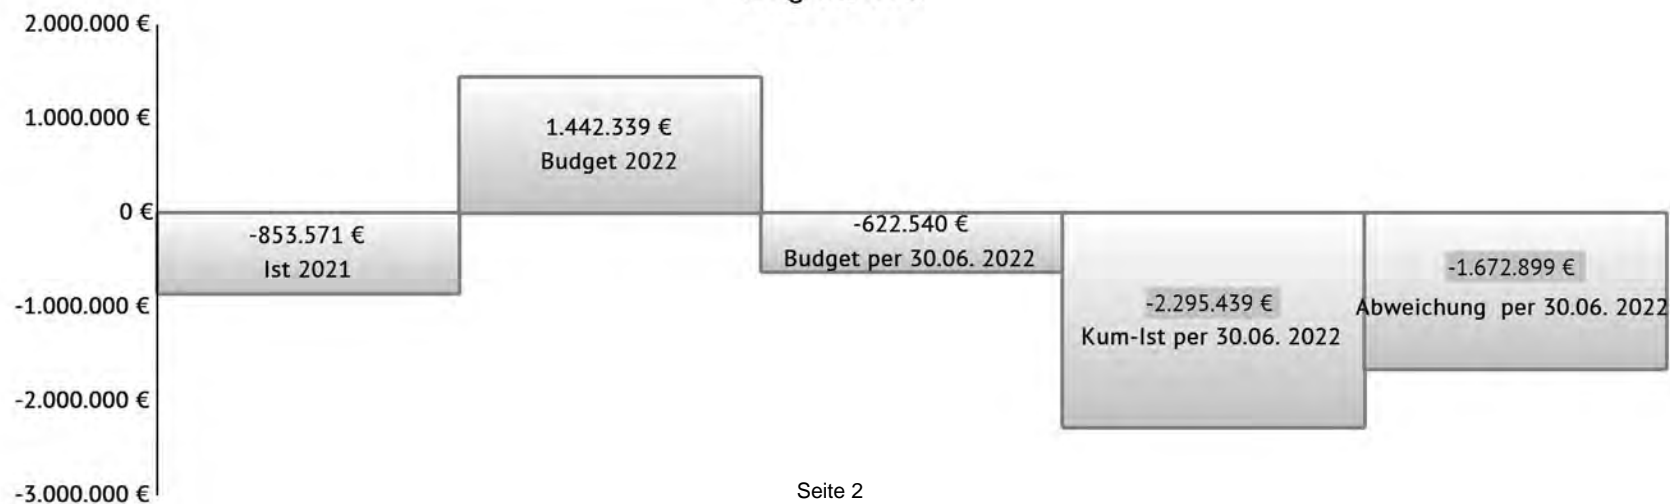 2.000.000 €
1.000.000 €
0 €
-1.000.000 €
-2.000.000 €
-3.000.000 €
-853.571 €
Ist 2021
1.442.339 €
Budget 2022
-622.540 €
Budget per 30.06. 2022
-2.295.439 €
Kum-Ist per 30.06. 2022
-1.672.899 €
Abweichung per 30.06. 2022
Seite 2